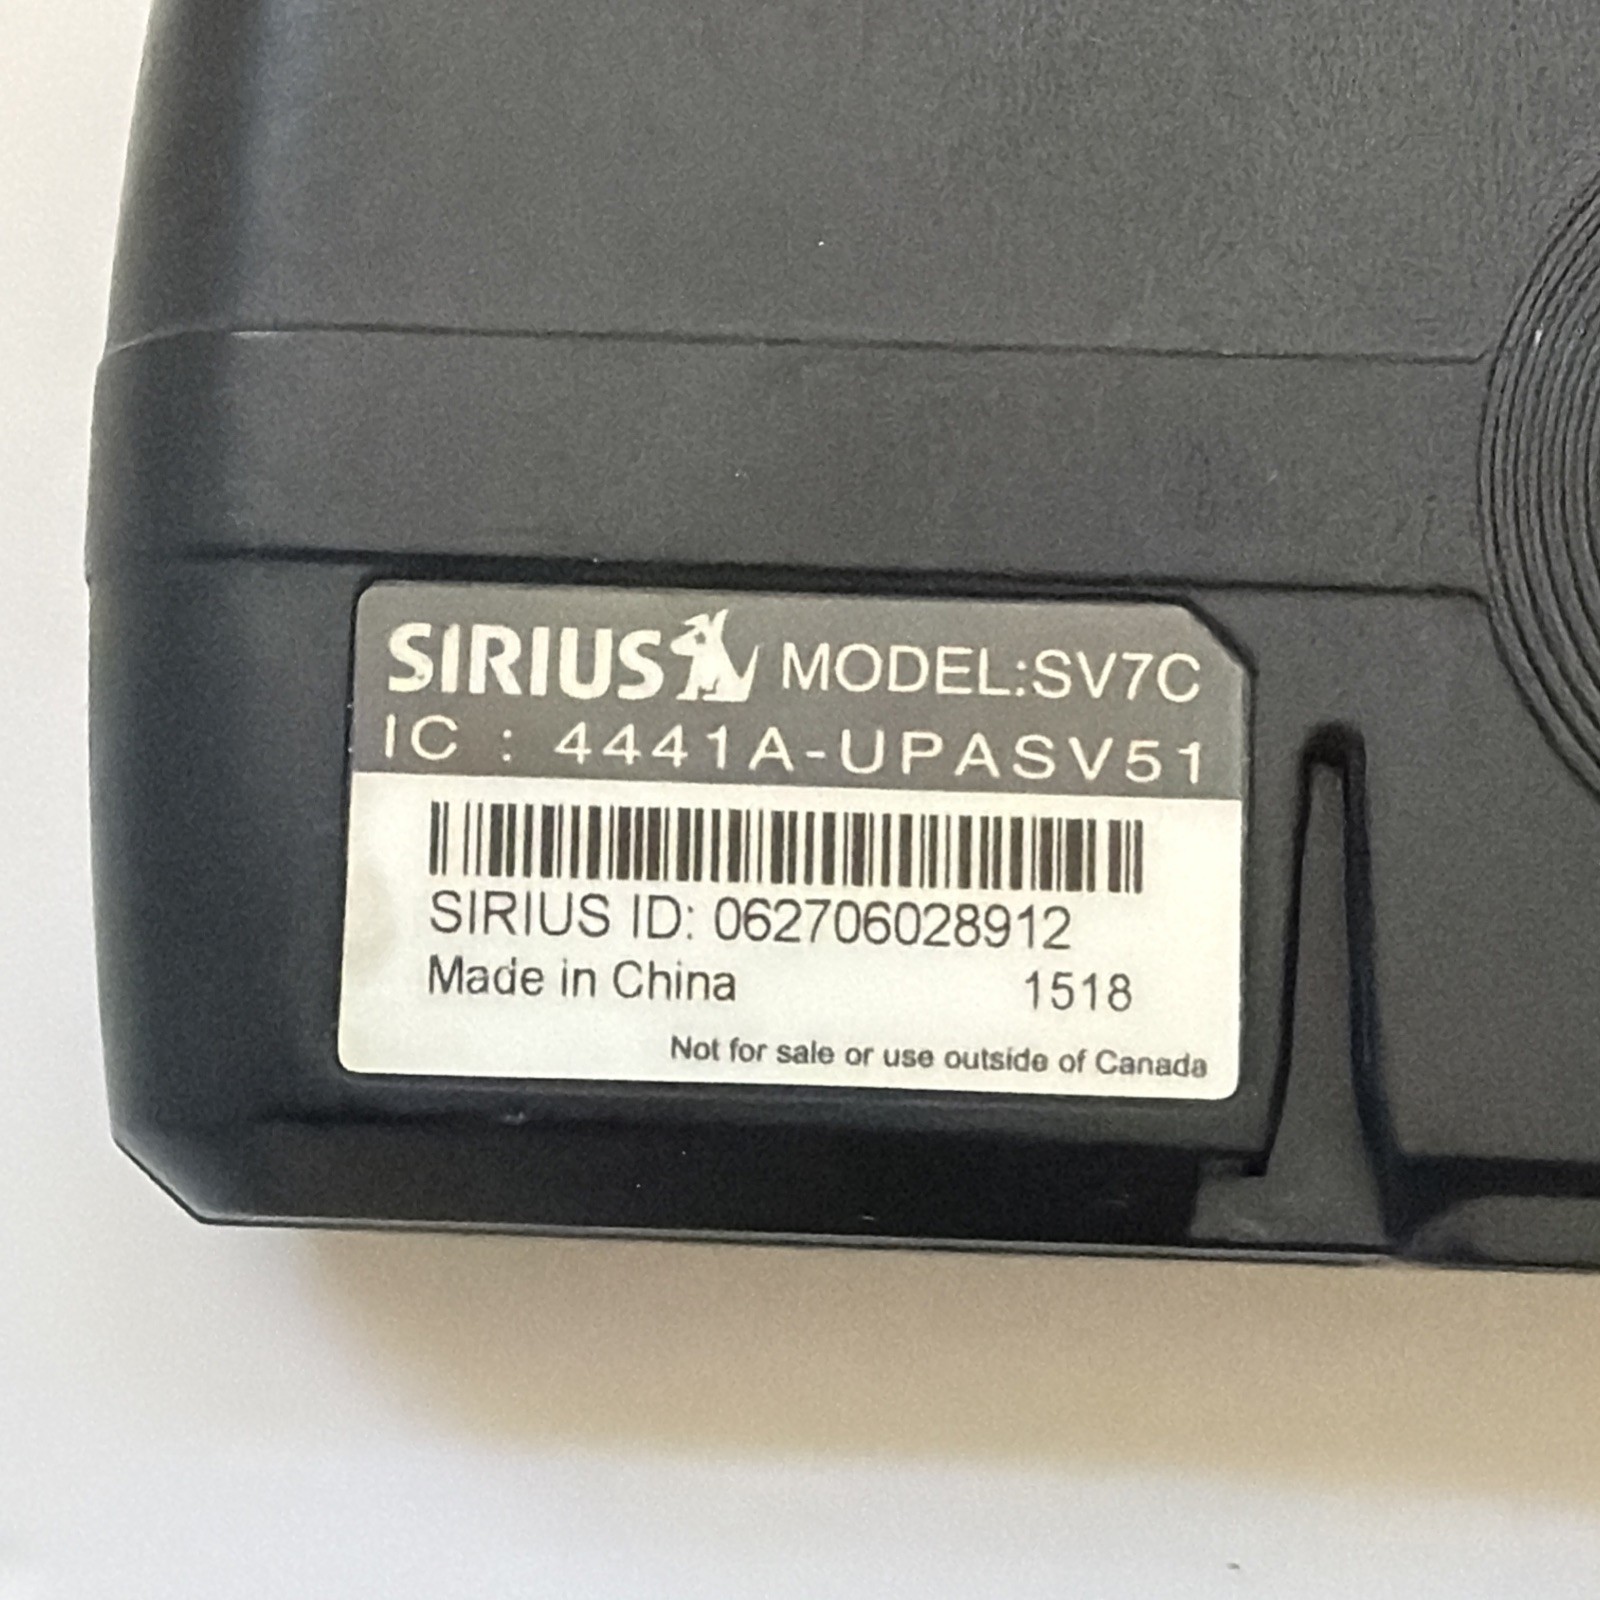 SIRIUS MODEL:SV7C
IC : 4441A-UPASV51
SIRIUS ID: 062706028912
Made in China 1518
Not for sale or use outside of Canada